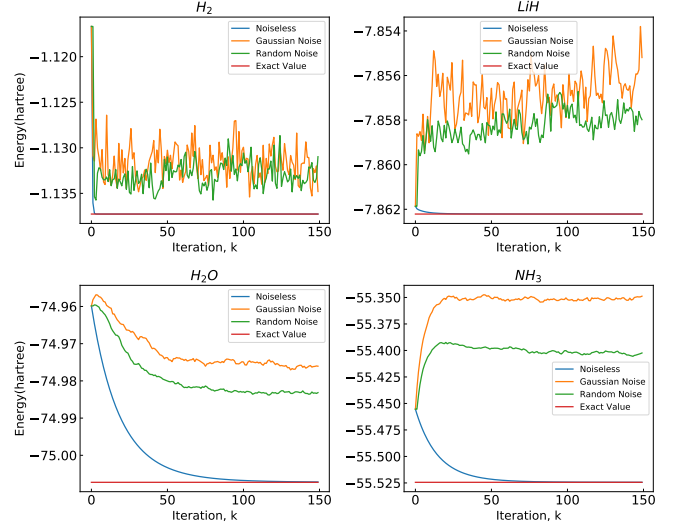 H₂
−1.120
−1.125
−1.130
−1.135
Energy(hartree)
0 50 100 150
Iteration, k
Noiseless
Gaussian Noise
Random Noise
Exact Value
LiH
−7.854
−7.856
−7.858
−7.860
−7.862
0 50 100 150
Iteration, k
Noiseless
Gaussian Noise
Random Noise
Exact Value
H₂O
−74.96
−74.97
−74.98
−74.99
−75.00
Energy(hartree)
0 50 100 150
Iteration, k
Noiseless
Gaussian Noise
Random Noise
Exact Value
NH₃
−55.350
−55.375
−55.400
−55.425
−55.450
−55.475
−55.500
−55.525
0 50 100 150
Iteration, k
Noiseless
Gaussian Noise
Random Noise
Exact Value